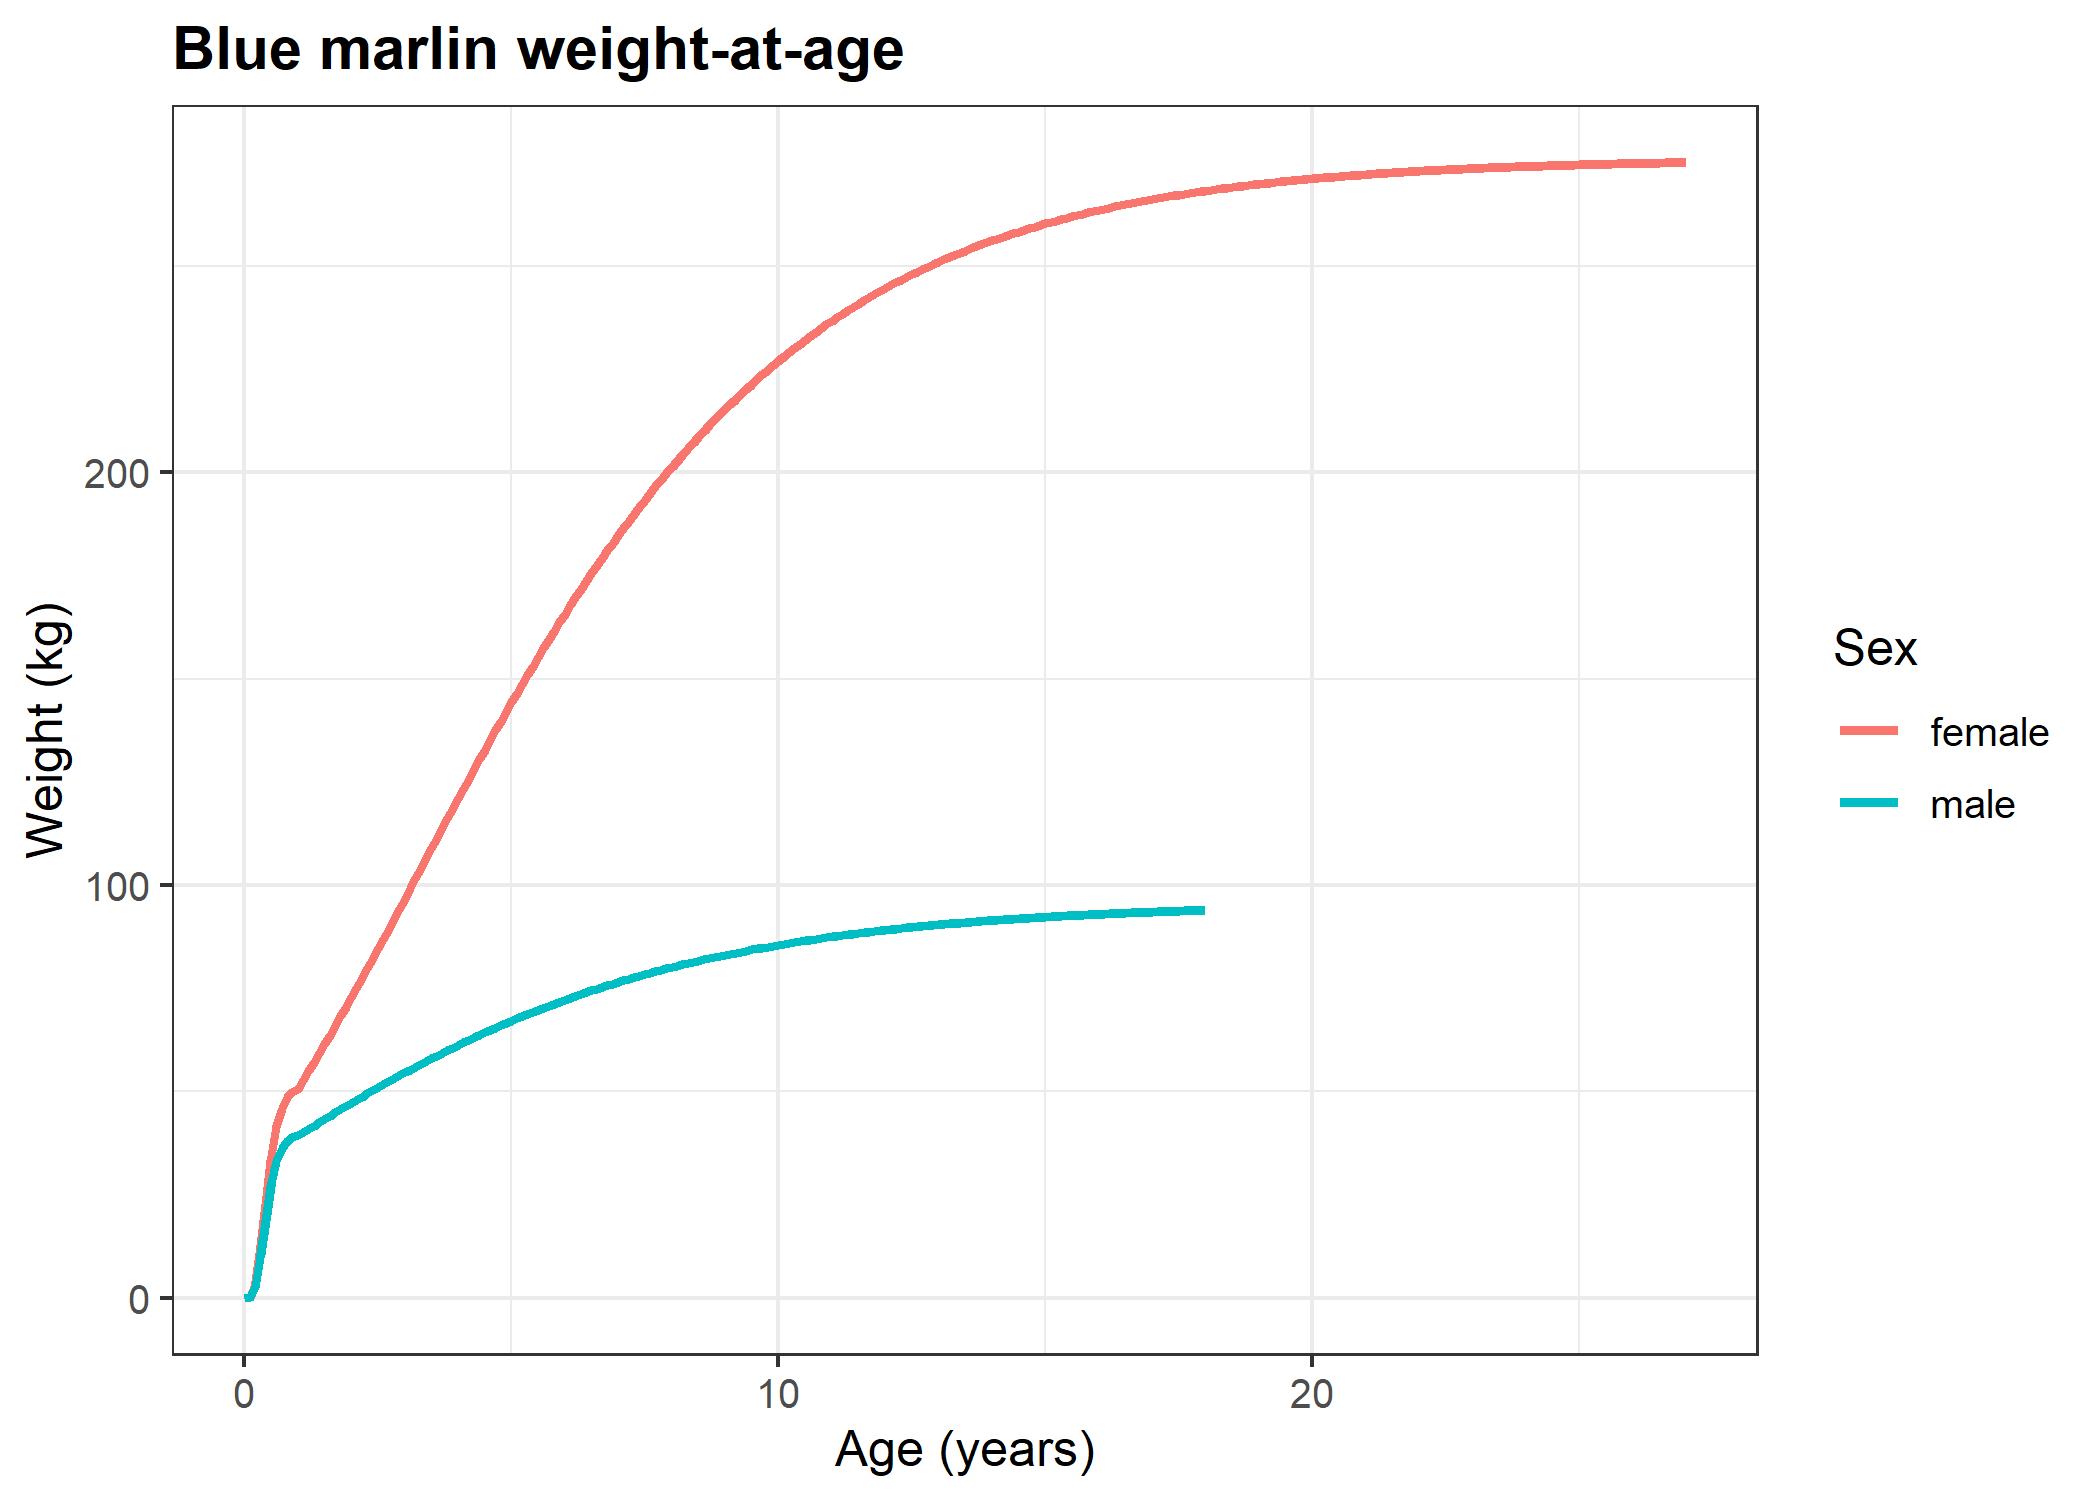 Blue marlin weight-at-age
Weight (kg)
200
100
0
0 10 20
Age (years)
Sex
female
male